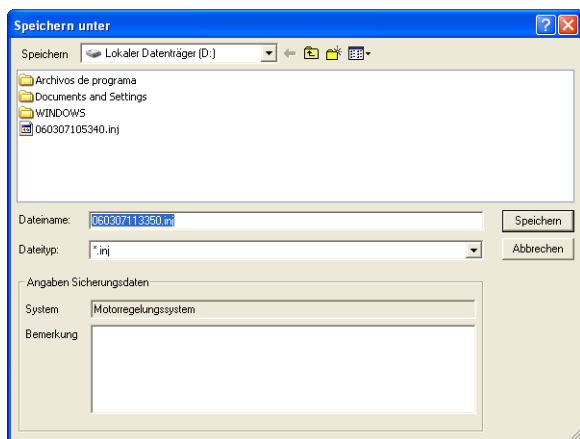 Speichern unter
Speichern Lokaler Datenträger (D:)
Archivos de programa
Documents and Settings
WINDOWS
060307105340.inj
Dateiname: 060307113350.inj Speichern
Dateityp: *.inj Abbrechen
Angaben Sicherungsdaten
System Motorregelungssystem
Bemerkung